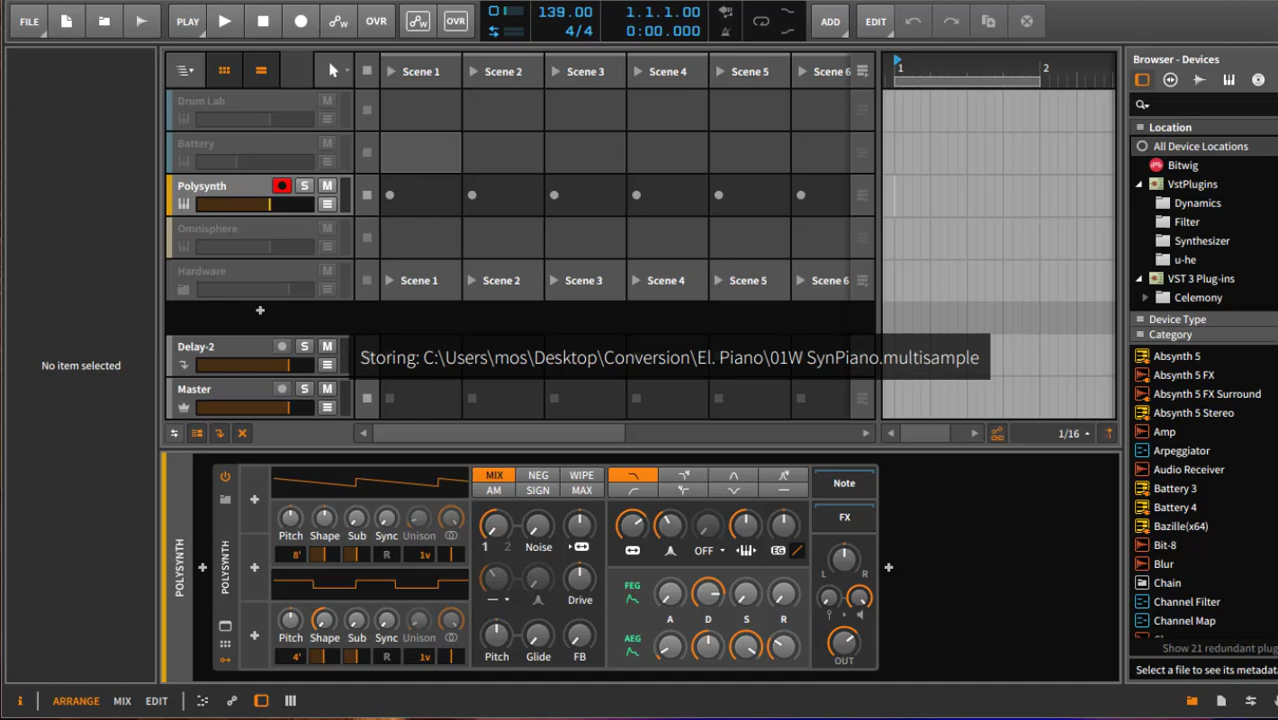 FILE
PLAY
OVR
OVR
139.00
4/4
1.1.1.00
0:00.000
ADD
EDIT
Scene 1
Scene 2
Scene 3
Scene 4
Scene 5
Scene 6
1
2
Drum Lab
M
Battery
M
Polysynth
S
M
Omnisphere
M
Hardware
M
Scene 1
Scene 2
Scene 3
Scene 4
Scene 5
Scene 6
No item selected
Delay-2
S
M
Storing: C:\Users\mos\Desktop\Conversion\El. Piano\01W SynPiano.multisample
Master
S
M
1/16
Browser - Devices
Location
All Device Locations
Bitwig
VstPlugins
Dynamics
Filter
Synthesizer
u-he
VST 3 Plug-ins
Celemony
Device Type
Category
Absynth 5
Absynth 5 FX
Absynth 5 FX Surround
Absynth 5 Stereo
Amp
Arpeggiator
Audio Receiver
Battery 3
Battery 4
Bazille(x64)
Bit-8
Blur
Chain
Channel Filter
Channel Map
Show 21 redundant plug
Select a file to see its metadata
POLYSYNTH
POLYSYNTH
Pitch
Shape
Sub
Sync
Unison
8'
R
1v
Pitch
Shape
Sub
Sync
Unison
4'
R
1v
MIX
NEG
WIPE
AM
SIGN
MAX
1
2
Noise
Drive
Pitch
Glide
FB
OFF
EG
FEG
A
D
S
R
AEG
Note
FX
L
R
OUT
ARRANGE
MIX
EDIT